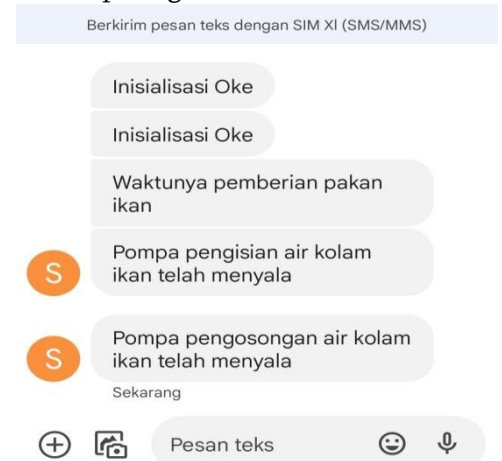 Berkirim pesan teks dengan SIM Xl (SMS/MMS)
Inisialisasi Oke
Inisialisasi Oke
Waktunya pemberian pakan
ikan
Pompa pengisian air kolam
ikan telah menyala
S
Pompa pengosongan air kolam
ikan telah menyala
S
Sekarang
Pesan teks